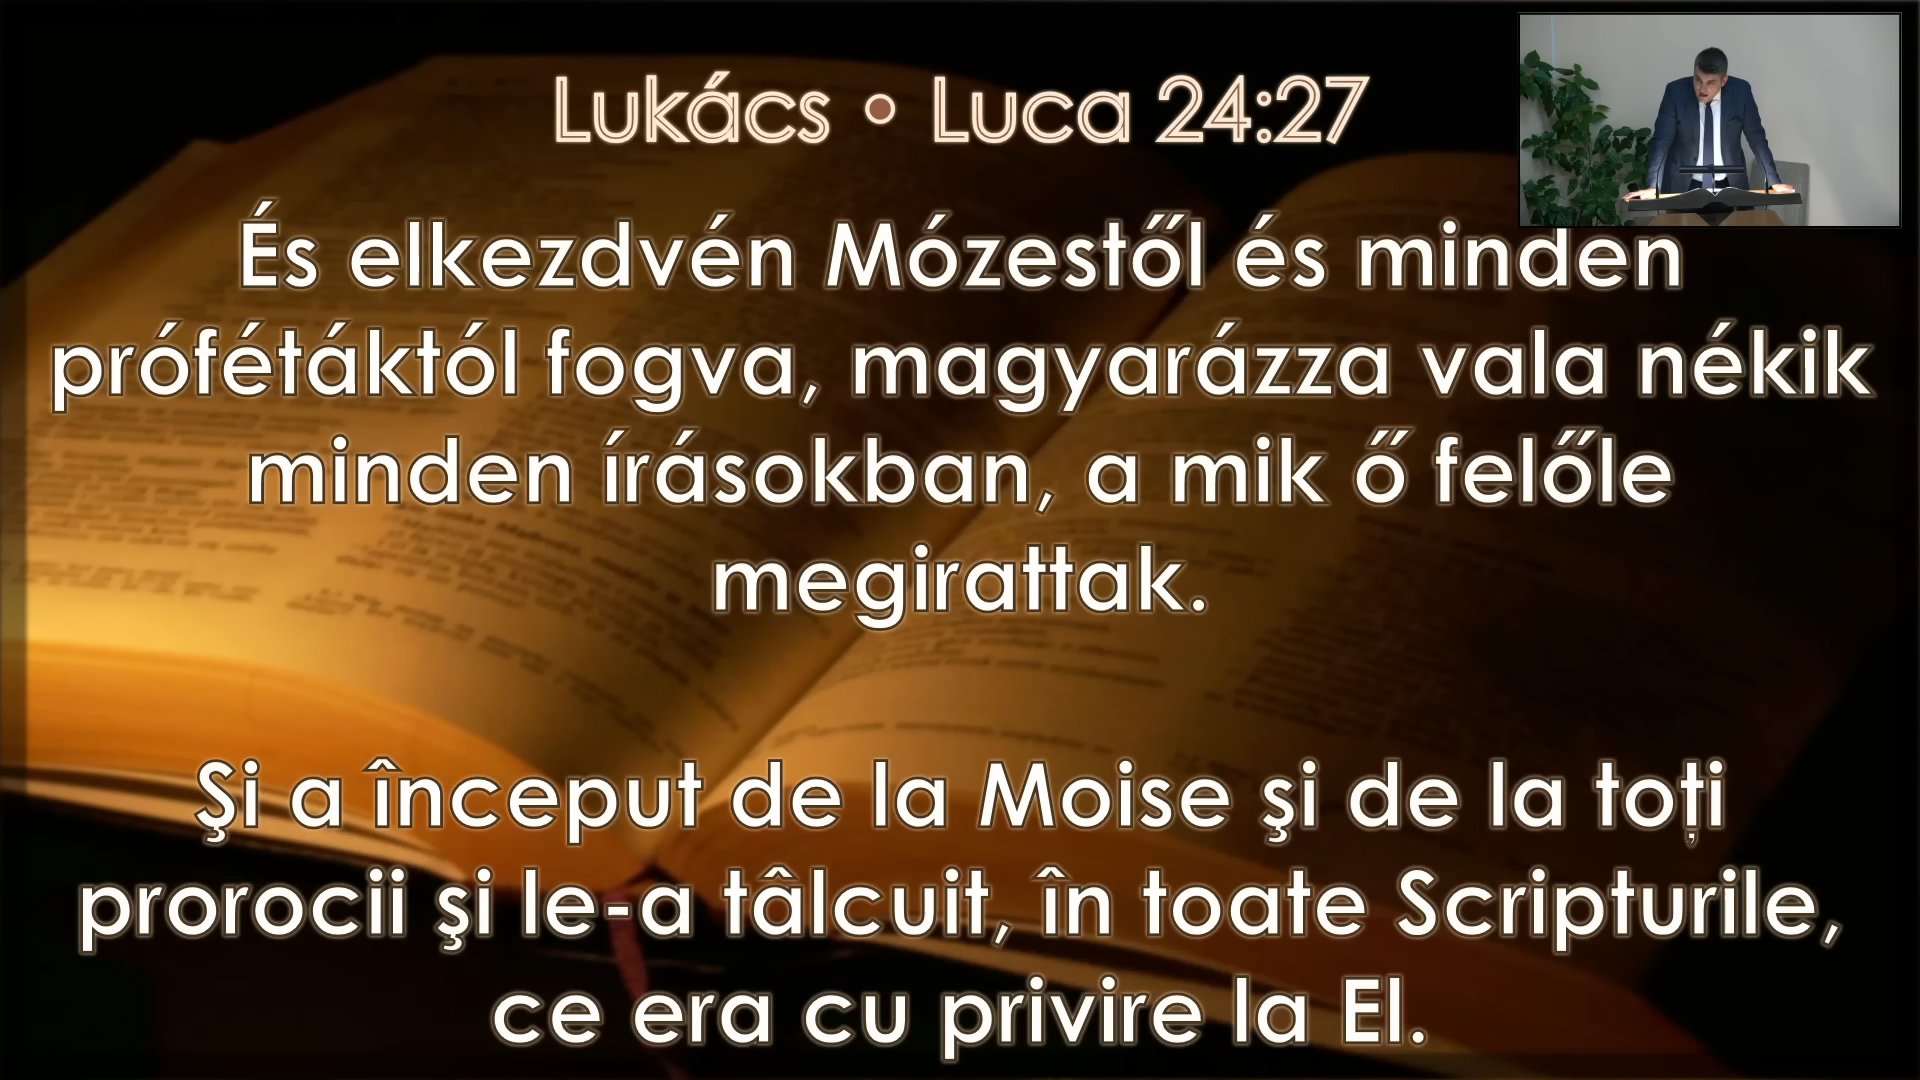 Lukács • Luca 24:27
És elkezdvén Mózestől és minden
prófétáktól fogva, magyarázza vala nékik
minden írásokban, a mik ő felőle
megirattak.
Şi a început de la Moise şi de la toți
prorocii şi le-a tâlcuit, în toate Scripturile,
ce era cu privire la El.